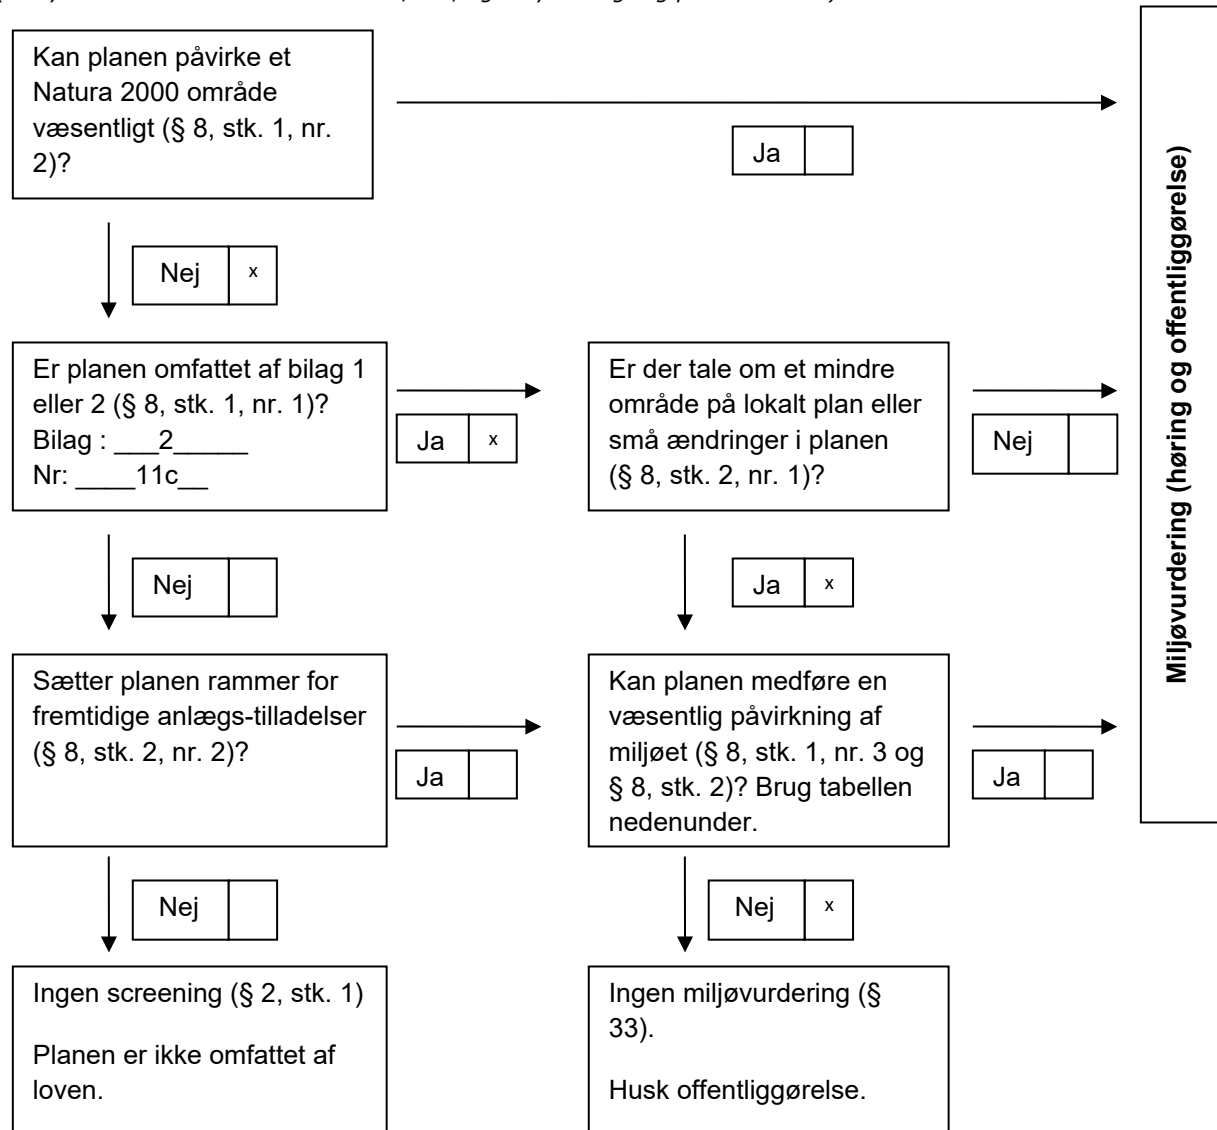 Kan planen påvirke et
Natura 2000 område
væsentligt (§ 8, stk. 1, nr.
2)?
Ja
Nej x
Er planen omfattet af bilag 1
eller 2 (§ 8, stk. 1, nr. 1)?
Bilag : ___2_____
Nr: ____11c__
Ja x
Er der tale om et mindre
område på lokalt plan eller
små ændringer i planen
(§ 8, stk. 2, nr. 1)?
Nej
Nej
Ja x
Sætter planen rammer for
fremtidige anlægs-tilladelser
(§ 8, stk. 2, nr. 2)?
Ja
Kan planen medføre en
væsentlig påvirkning af
miljøet (§ 8, stk. 1, nr. 3 og
§ 8, stk. 2)? Brug tabellen
nedenunder.
Ja
Nej
Nej x
Ingen screening (§ 2, stk. 1)
Planen er ikke omfattet af
loven.
Ingen miljøvurdering (§
33).
Husk offentliggørelse.
Miljøvurdering (høring og offentliggørelse)